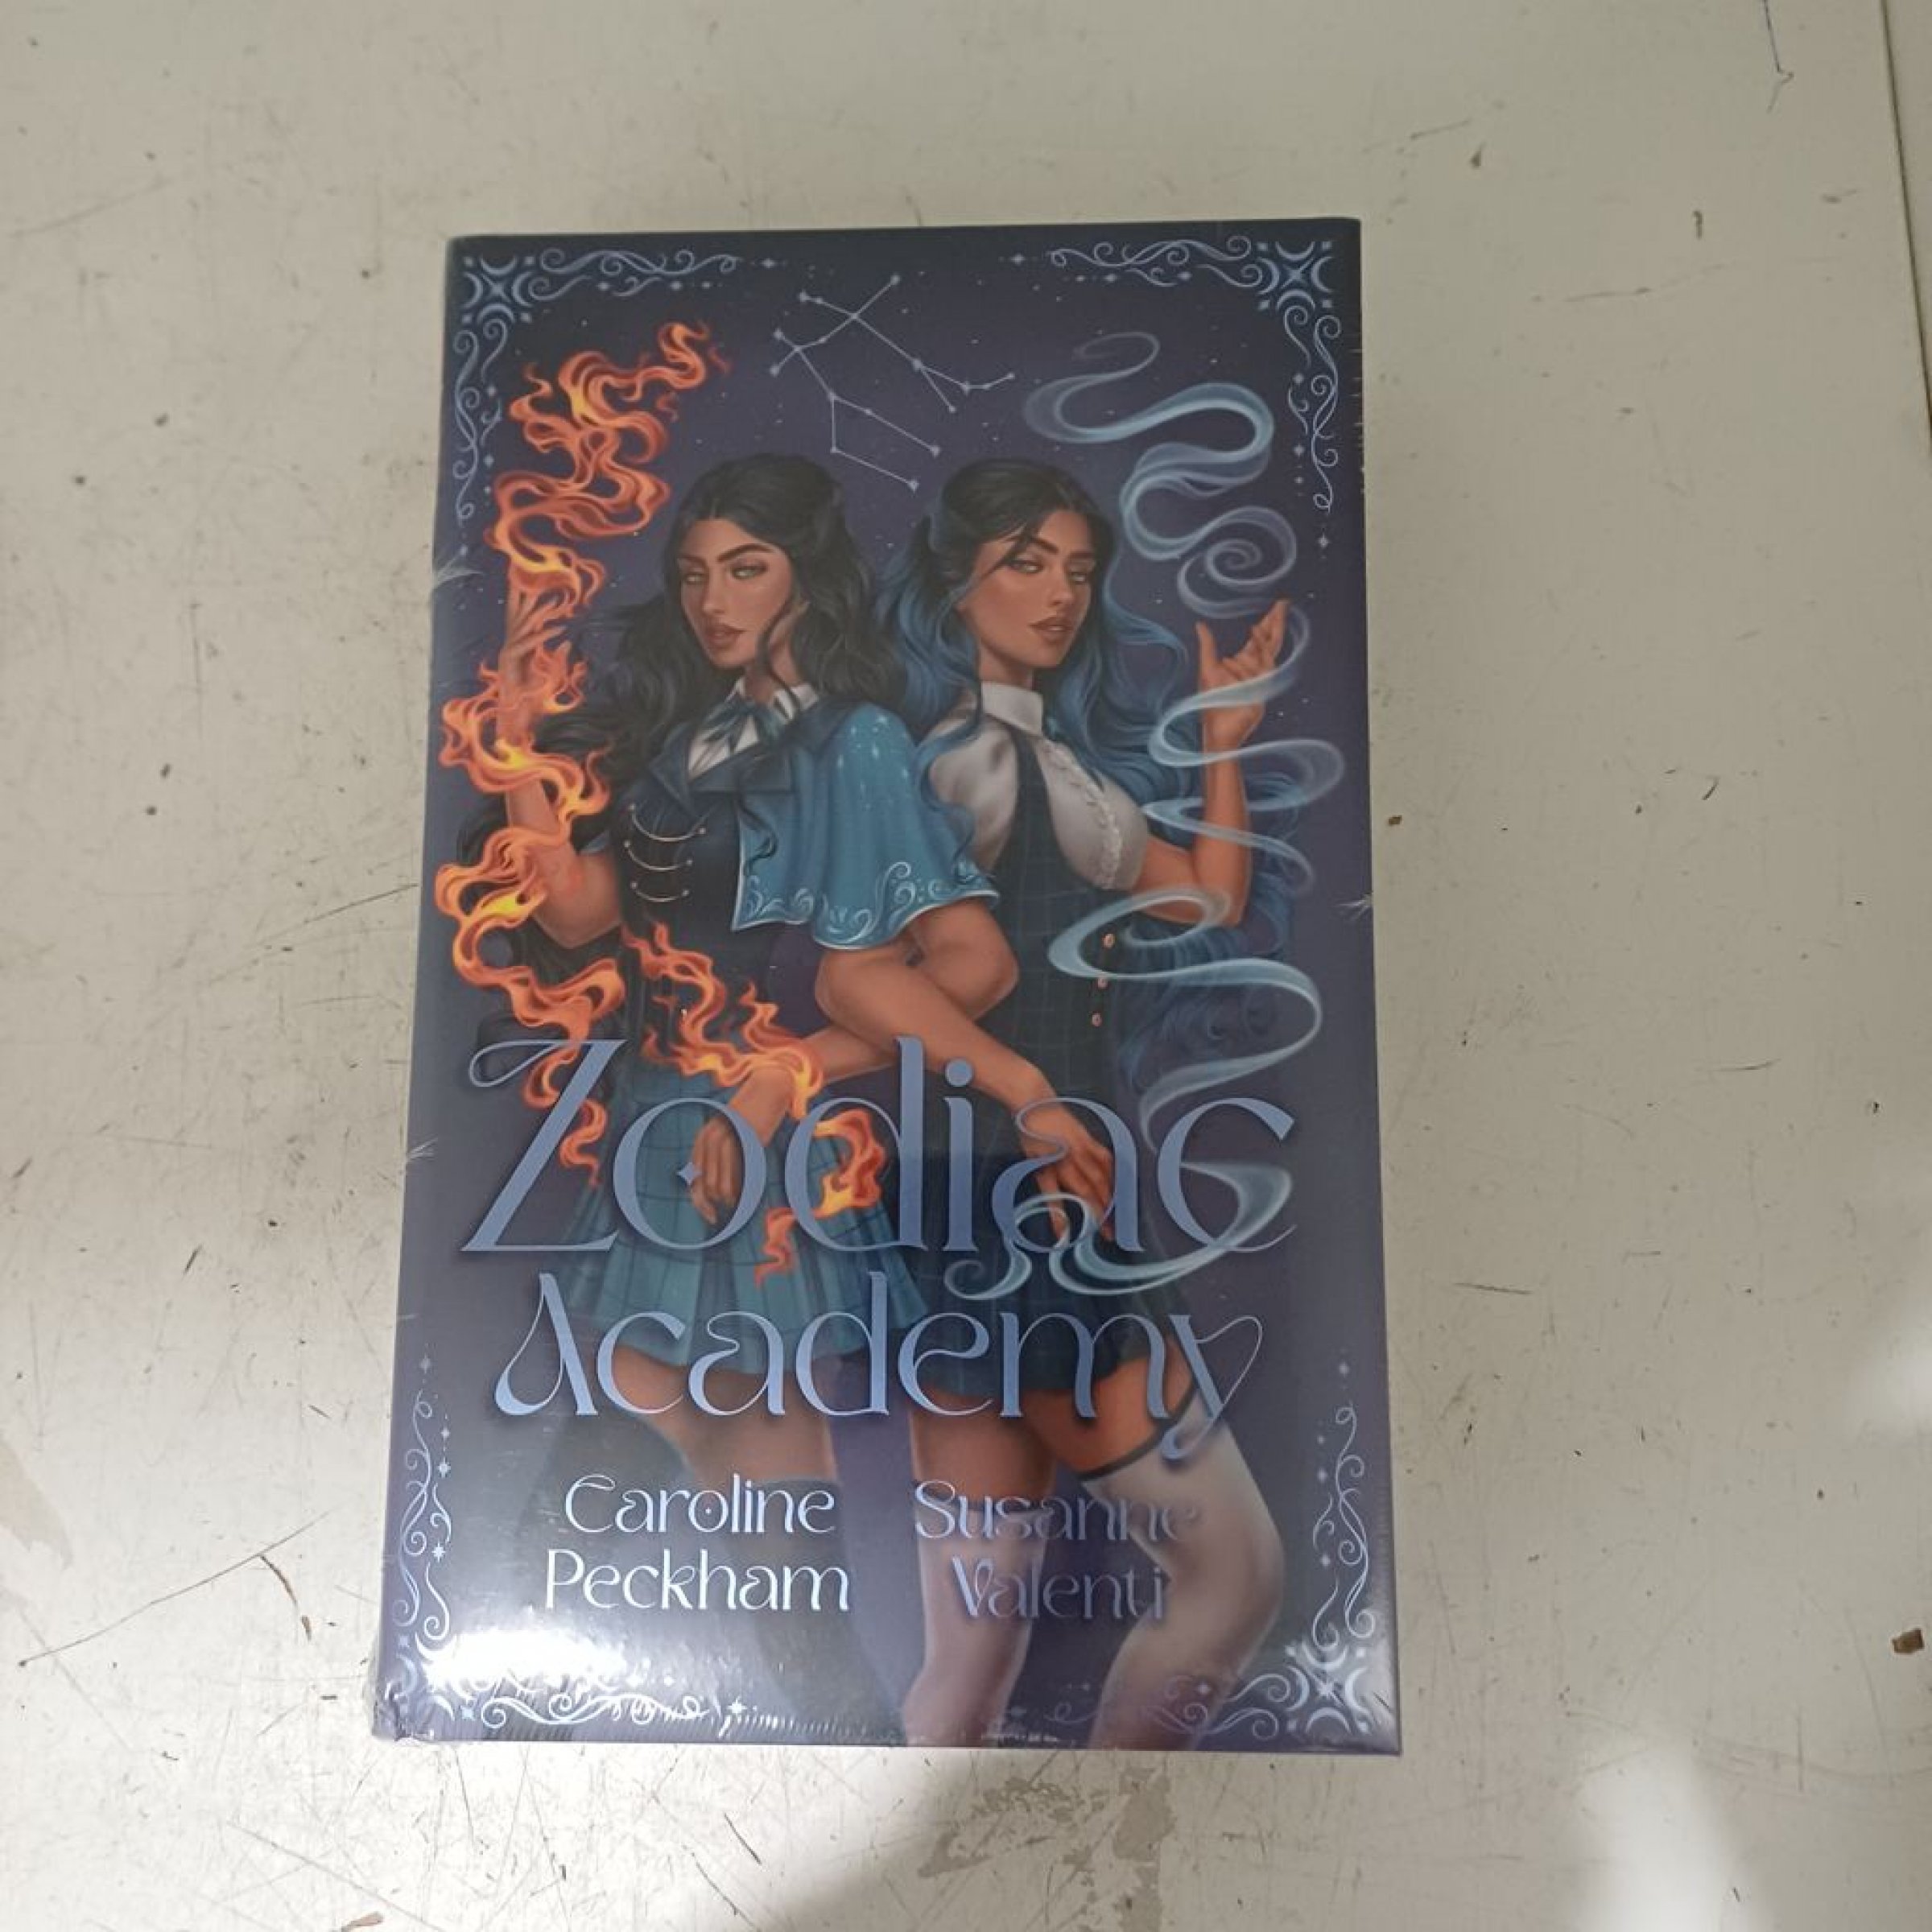 Zodiac
Academy
Caroline Susanne
Peckham Valenti